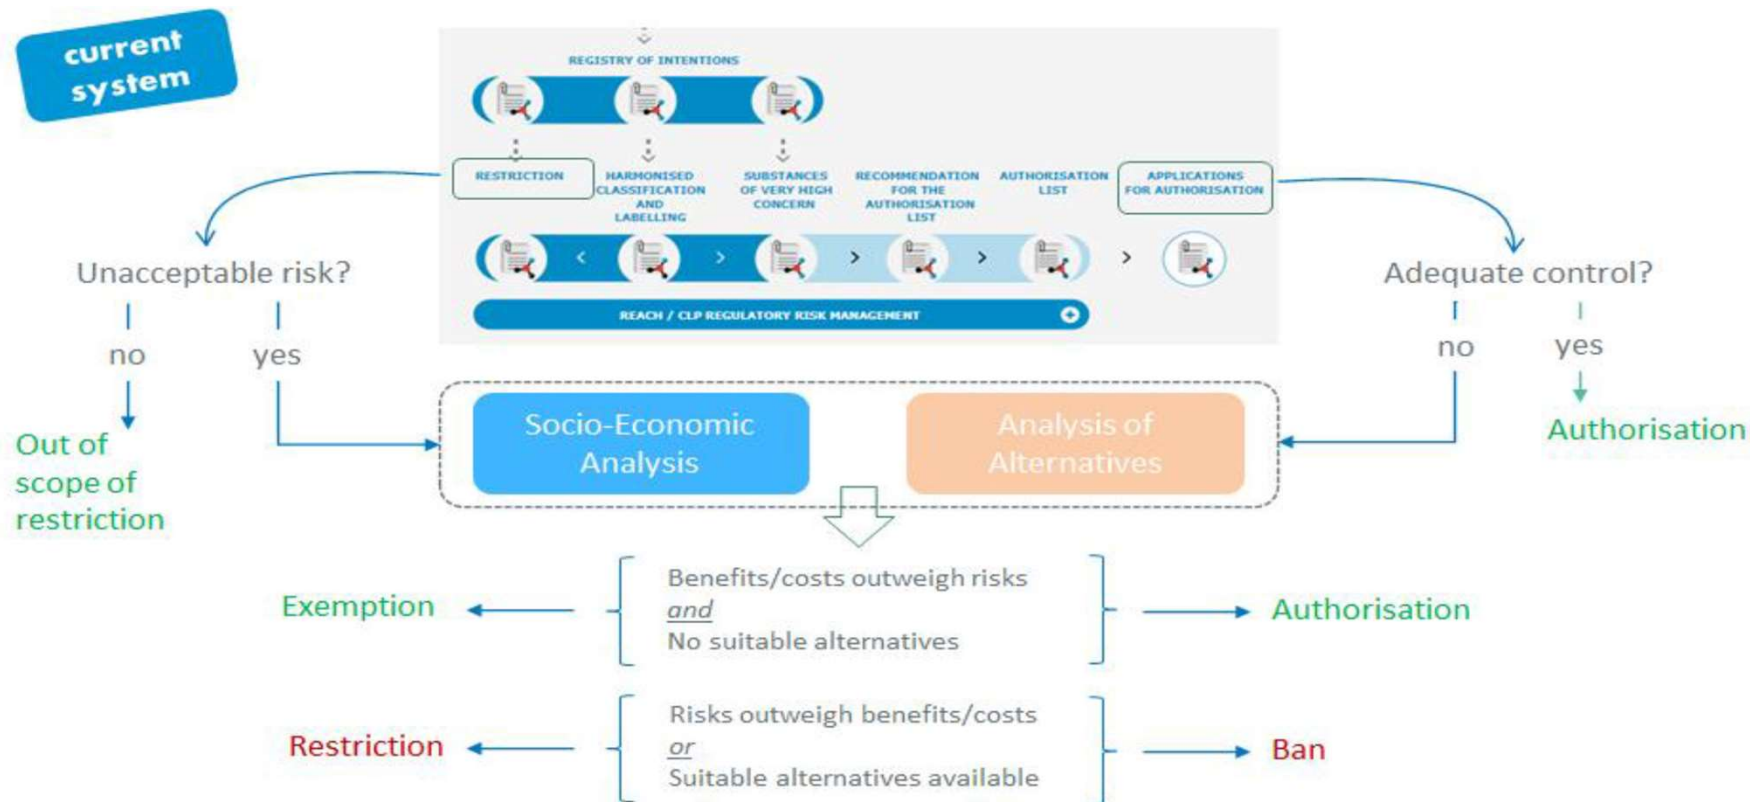 current
system
REGISTRY OF INTENTIONS
RESTRICTION
HARMONISED
CLASSIFICATION
AND
LABELLING
SUBSTANCES
OF VERY HIGH
CONCERN
RECOMMENDATION
FOR THE
AUTHORISATION
LIST
AUTHORISATION
LIST
APPLICATIONS
FOR AUTHORISATION
REACH / CLP REGULATORY RISK MANAGEMENT
Unacceptable risk?
no
yes
Out of
scope of
restriction
Adequate control?
no
yes
Authorisation
Socio-Economic
Analysis
Analysis of
Alternatives
Exemption
Benefits/costs outweigh risks
and
No suitable alternatives
Authorisation
Restriction
Risks outweigh benefits/costs
or
Suitable alternatives available
Ban